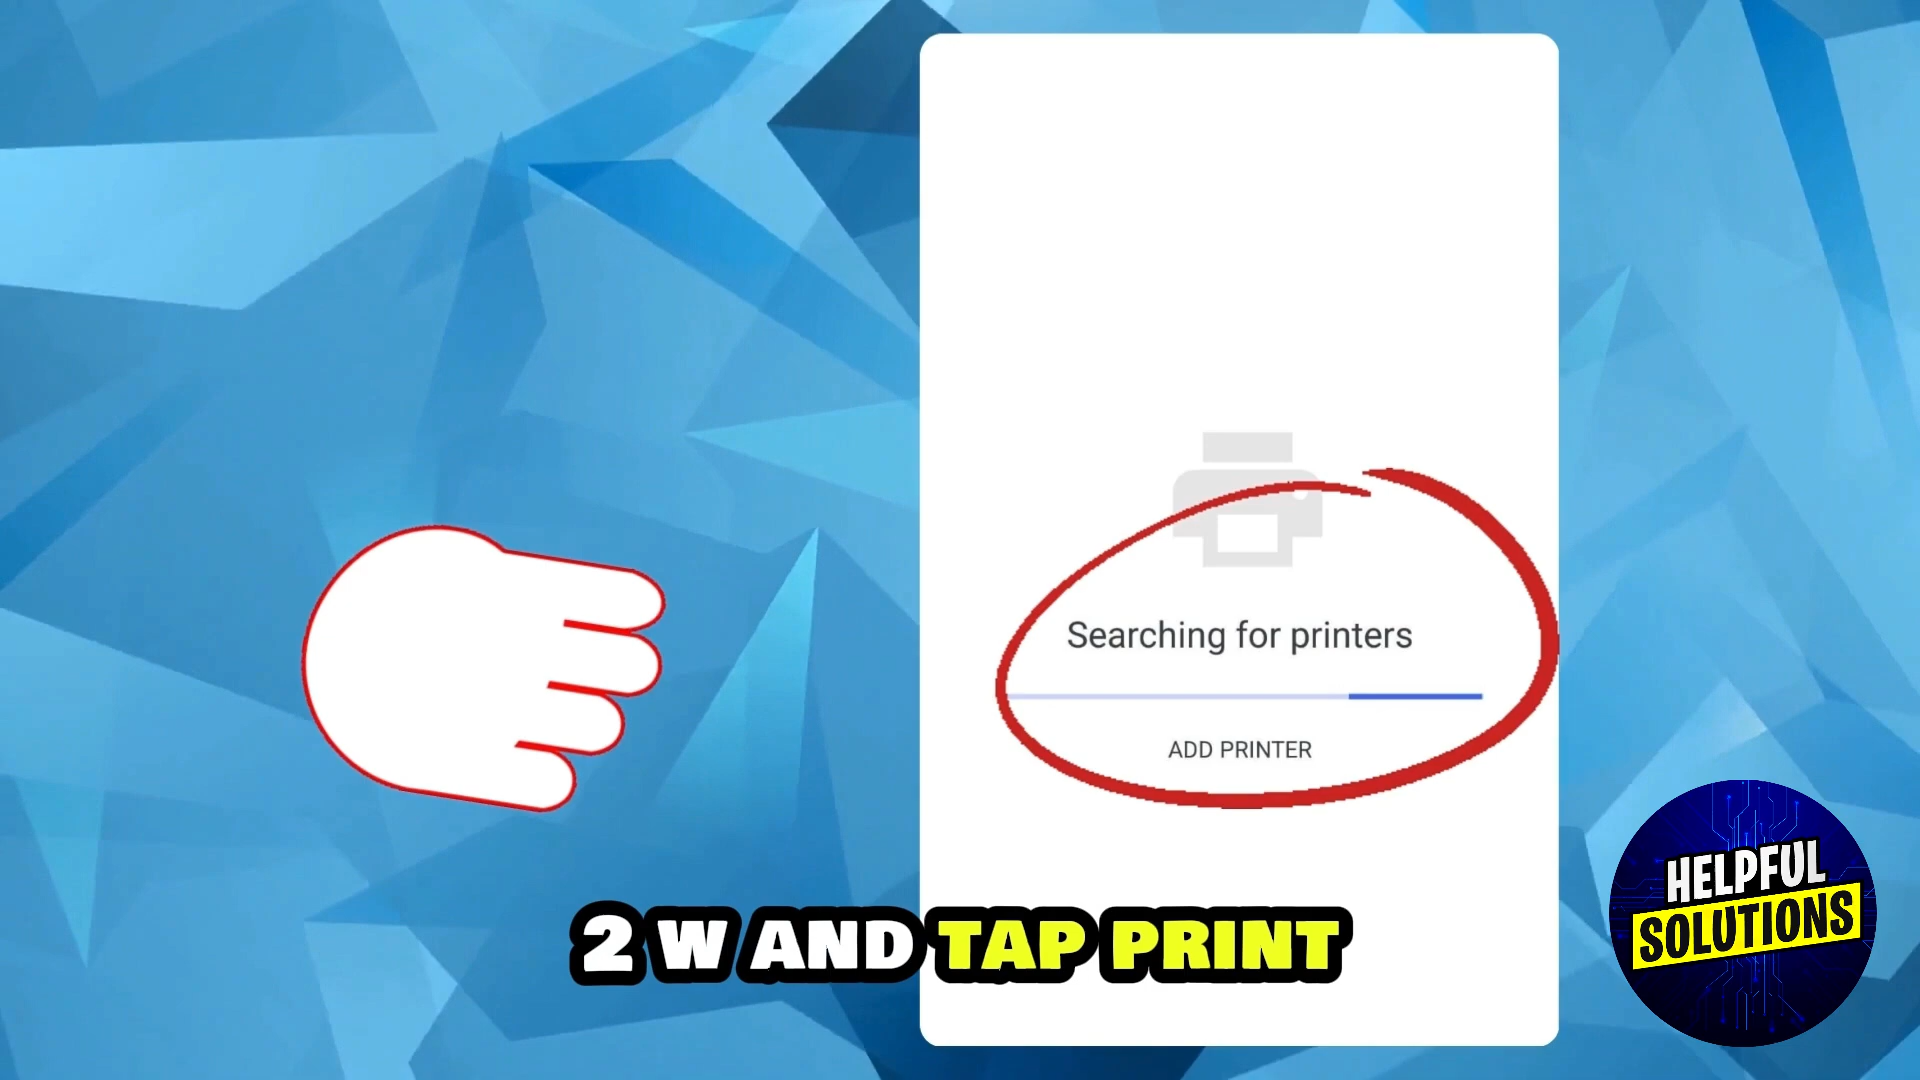 Searching for printers
ADD PRINTER
2 W AND TAP PRINT
HELPFUL
SOLUTIONS